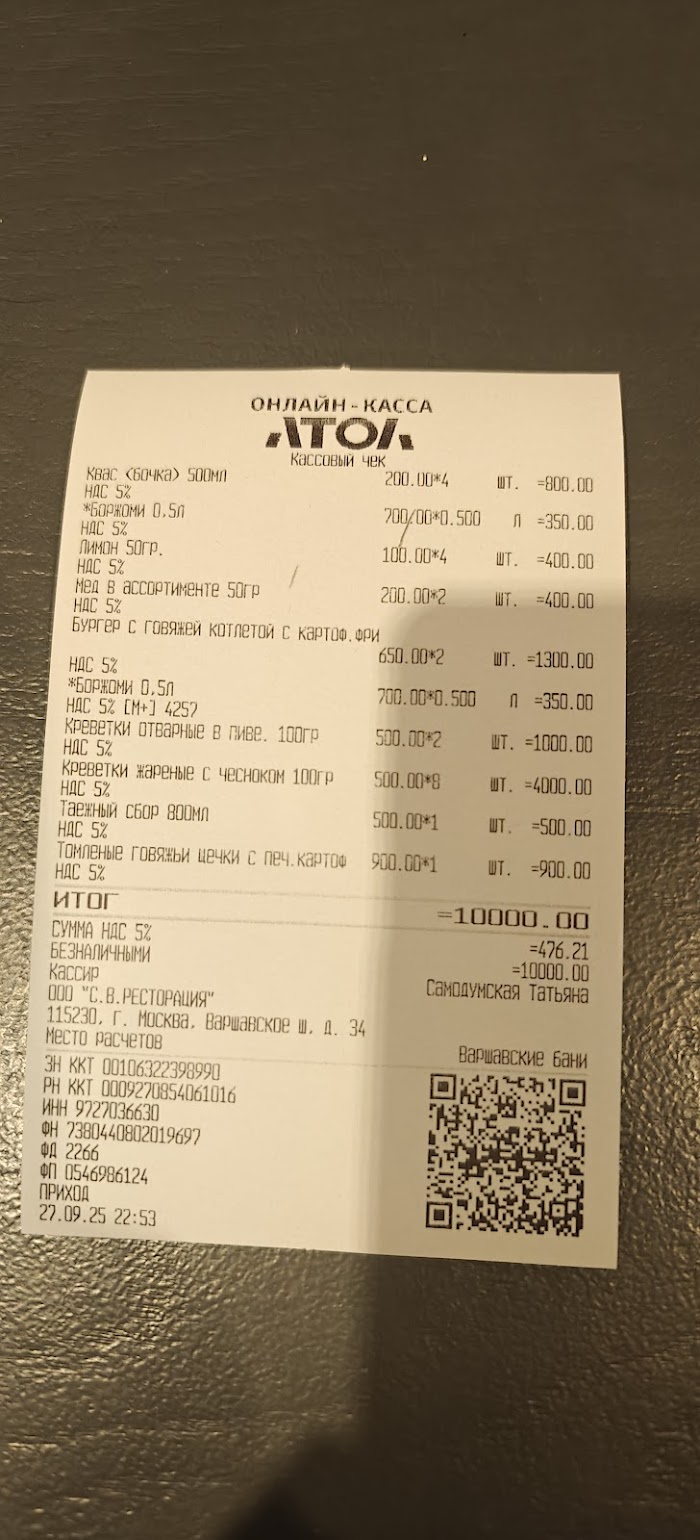 ОНЛАЙН-КАССА
АТОЛ
Кассовый чек
Квас (бочка) 500мл 200.00*4 шт. =800.00
НДС 5%
*Боржоми 0,5л 700/00*0.500 л =350.00
НДС 5%
Лимон 50гр. 100.00*4 шт. =400.00
НДС 5%
Мед в ассортименте 50гр 200.00*2 шт. =400.00
НДС 5%
Бургер с говяжей котлетой с картоф.фри
650.00*2 шт. =1300.00
НДС 5%
*Боржоми 0,5л 700.00*0.500 л =350.00
НДС 5% [М+] 4257
Креветки отварные в пиве. 100гр 500.00*2 шт. =1000.00
НДС 5%
Креветки жареные с чесноком 100гр 500.00*8 шт. =4000.00
НДС 5%
Таежный сбор 800мл 500.00*1 шт. =500.00
НДС 5%
Томленые говяжьи щечки с печ.картоф 900.00*1 шт. =900.00
НДС 5%
ИТОГ =10000.00
СУММА НДС 5% =476.21
БЕЗНАЛИЧНЫМИ =10000.00
Кассир Самодумская Татьяна
ООО "С.В.РЕСТОРАЦИЯ"
115230, г. Москва, Варшавское ш, д. 34
Место расчетов Варшавские бани
ЗН ККТ 00106322398990
РН ККТ 0009270854061016
ИНН 9727036630
ФН 7380440802019697
ФД 2266
ФП 0546986124
ПРИХОД
27.09.25 22:53